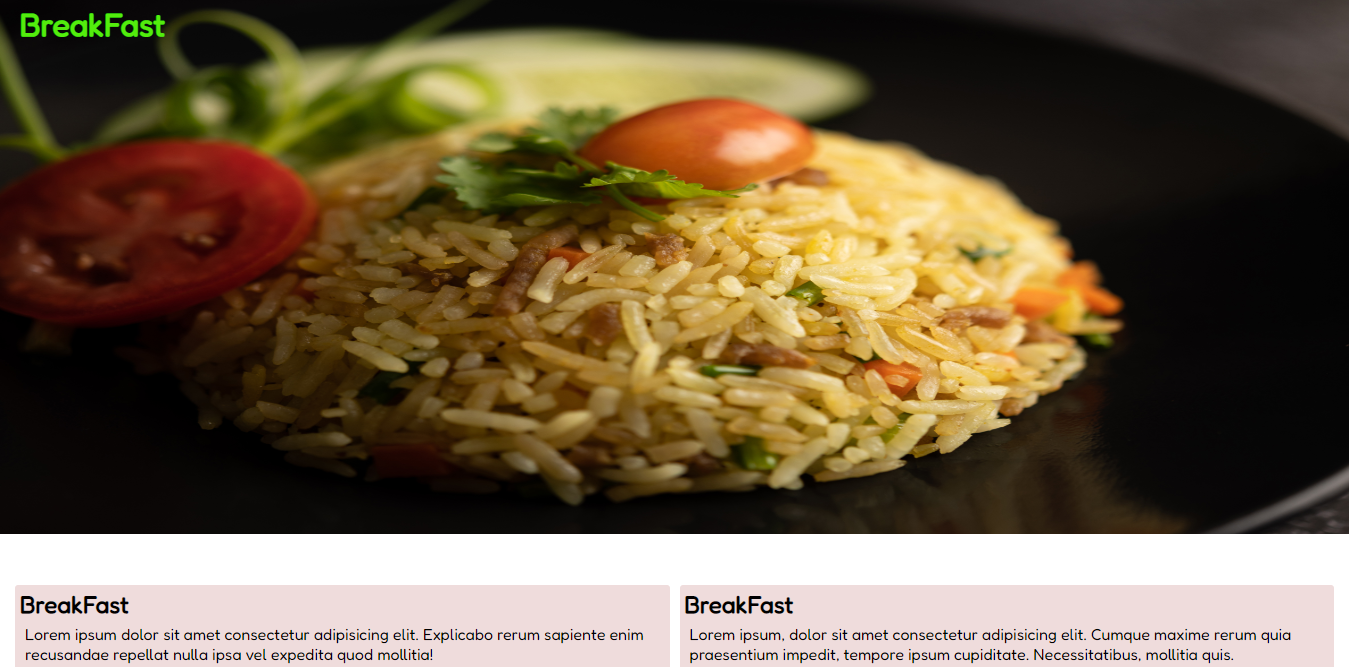 BreakFast
BreakFast
Lorem ipsum dolor sit amet consectetur adipisicing elit. Explicabo rerum sapiente enim
recusandae repellat nulla ipsa vel expedita quod mollitia!
BreakFast
Lorem ipsum, dolor sit amet consectetur adipisicing elit. Cumque maxime rerum quia
praesentium impedit, tempore ipsum cupiditate. Necessitatibus, mollitia quis.